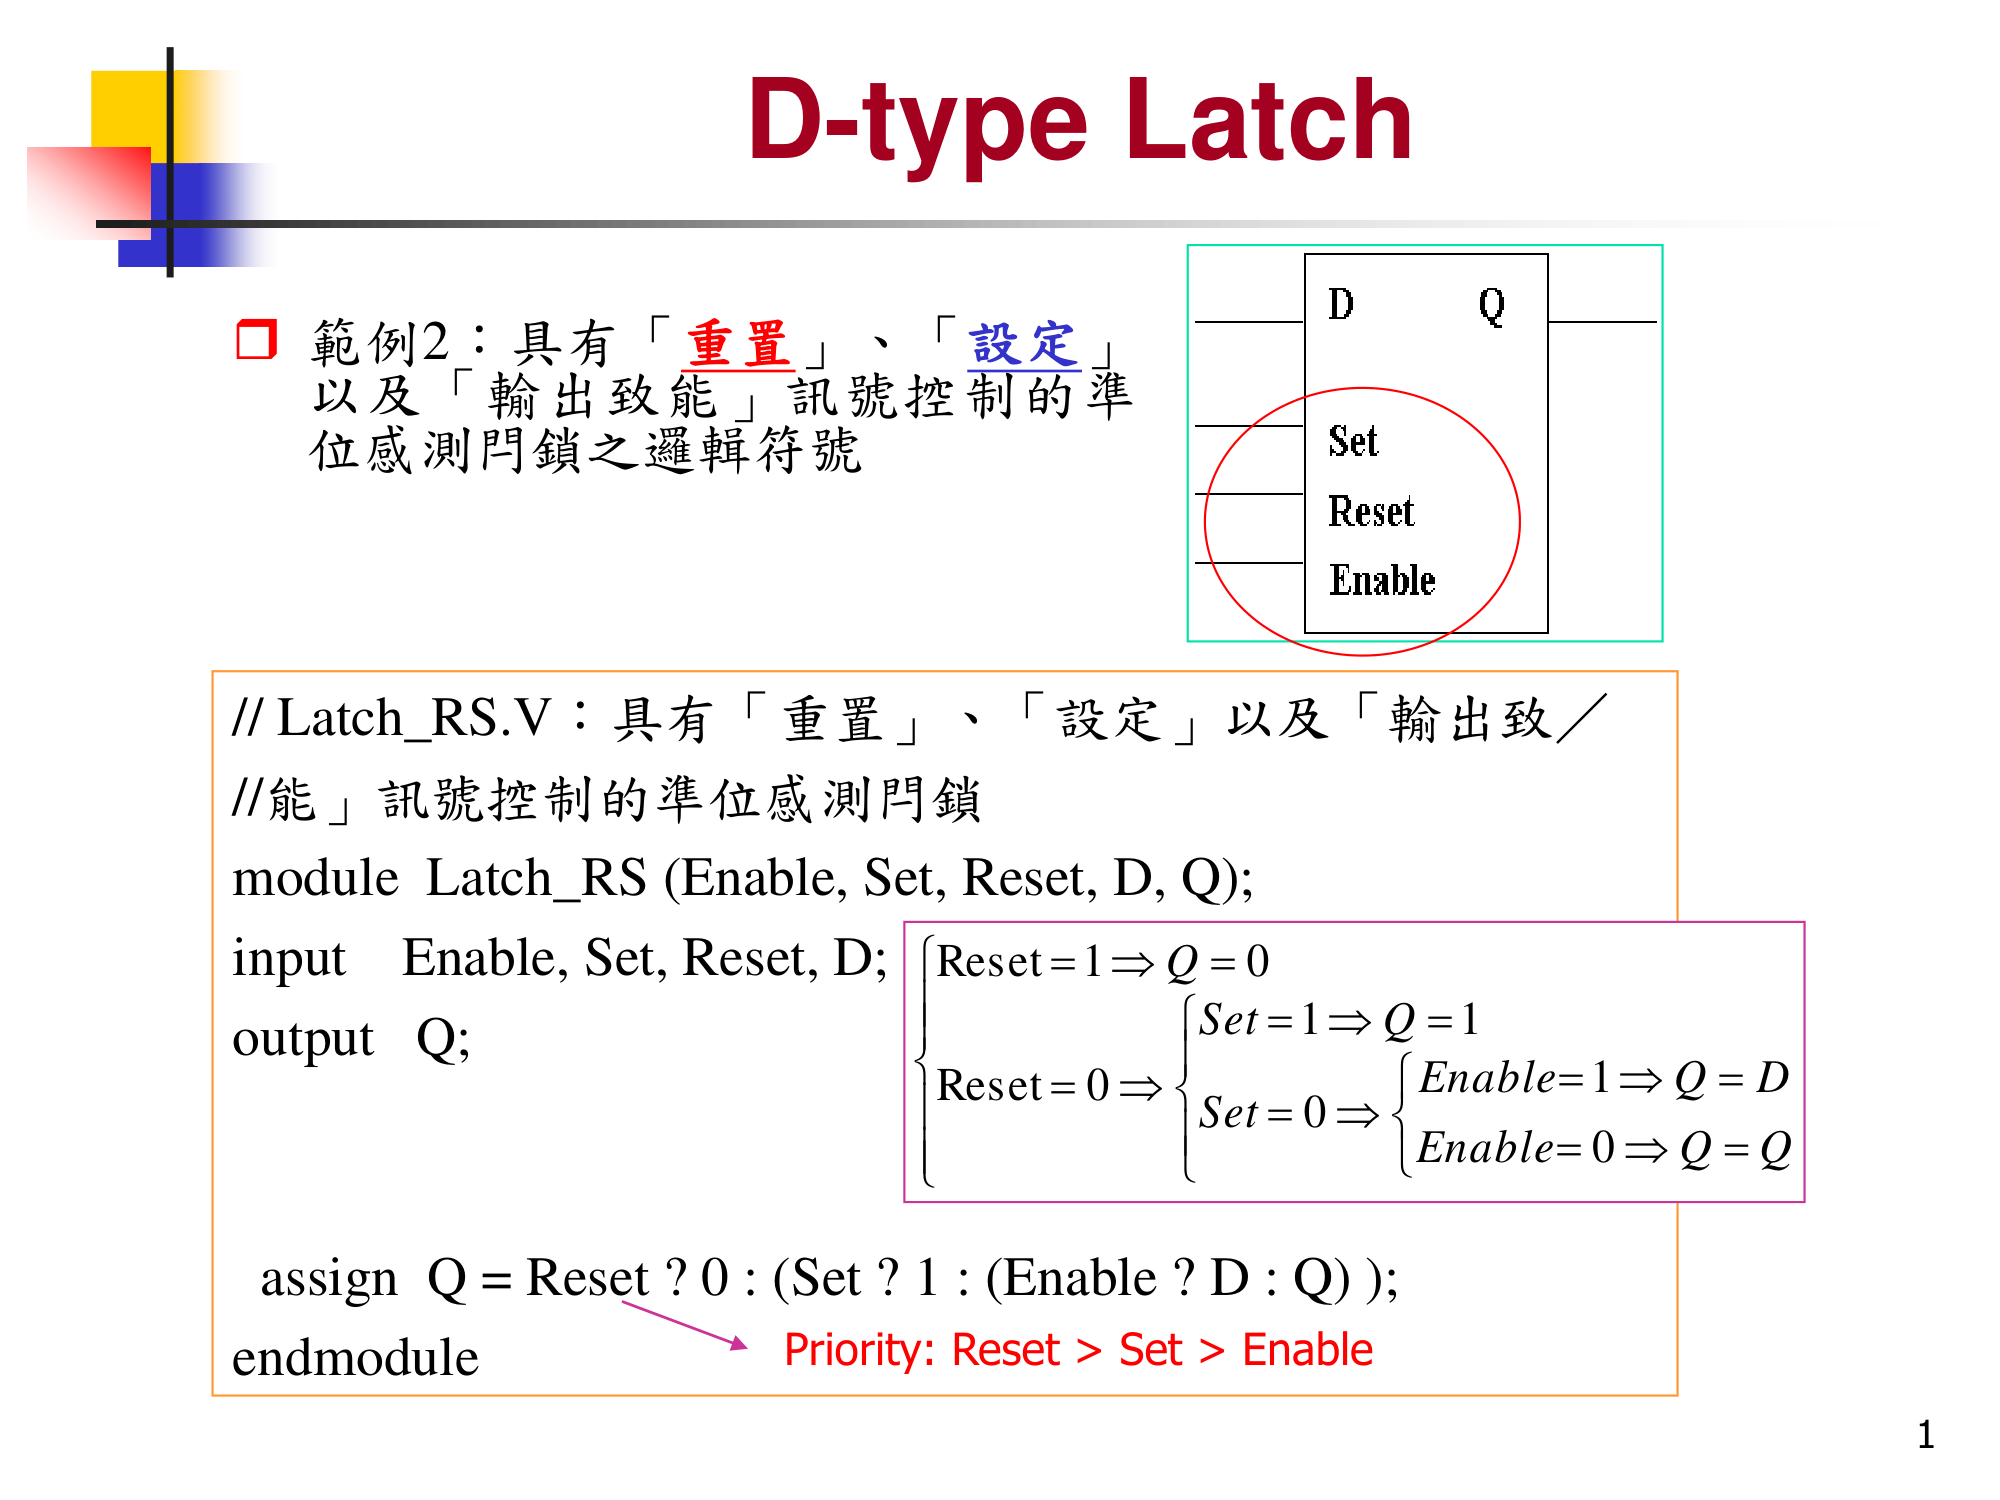 D-type Latch
範例2：具有「重置」、「設定」
以及「輸出致能」訊號控制的準
位感測閂鎖之邏輯符號
D Q
Set
Reset
Enable
// Latch_RS.V：具有「重置」、「設定」以及「輸出致／
//能」訊號控制的準位感測閂鎖
module Latch_RS (Enable, Set, Reset, D, Q);
input Enable, Set, Reset, D;
output Q;
Reset = 1 ⇒ Q = 0
Set = 1 ⇒ Q = 1
Enable= 1 ⇒ Q = D
Reset = 0 ⇒
Set = 0 ⇒
Enable= 0 ⇒ Q = Q
assign Q = Reset ? 0 : (Set ? 1 : (Enable ? D : Q) );
Priority: Reset > Set > Enable
endmodule
1